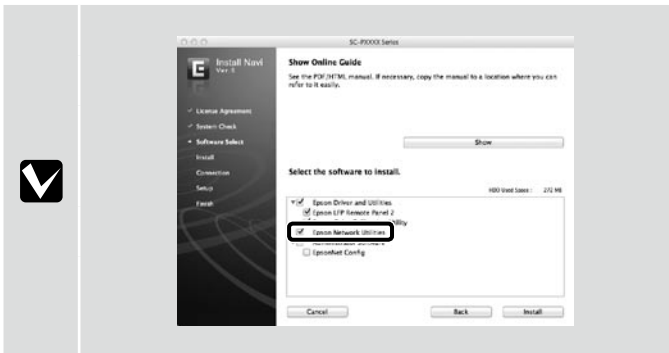 SC-PXXXX Series
Install Navi
Ver. 5
License Agreement
System Check
Software Select
Install
Connection
Setup
Finish
Show Online Guide
See the PDF/HTML manual. If necessary, copy the manual to a location where you can
refer to it easily.
Show
Select the software to install.
HDD Used Space : 272 MB
Epson Driver and Utilities
Epson LFP Remote Panel 2
Epson Network Utilities
EpsonNet Config
Cancel
Back
Install